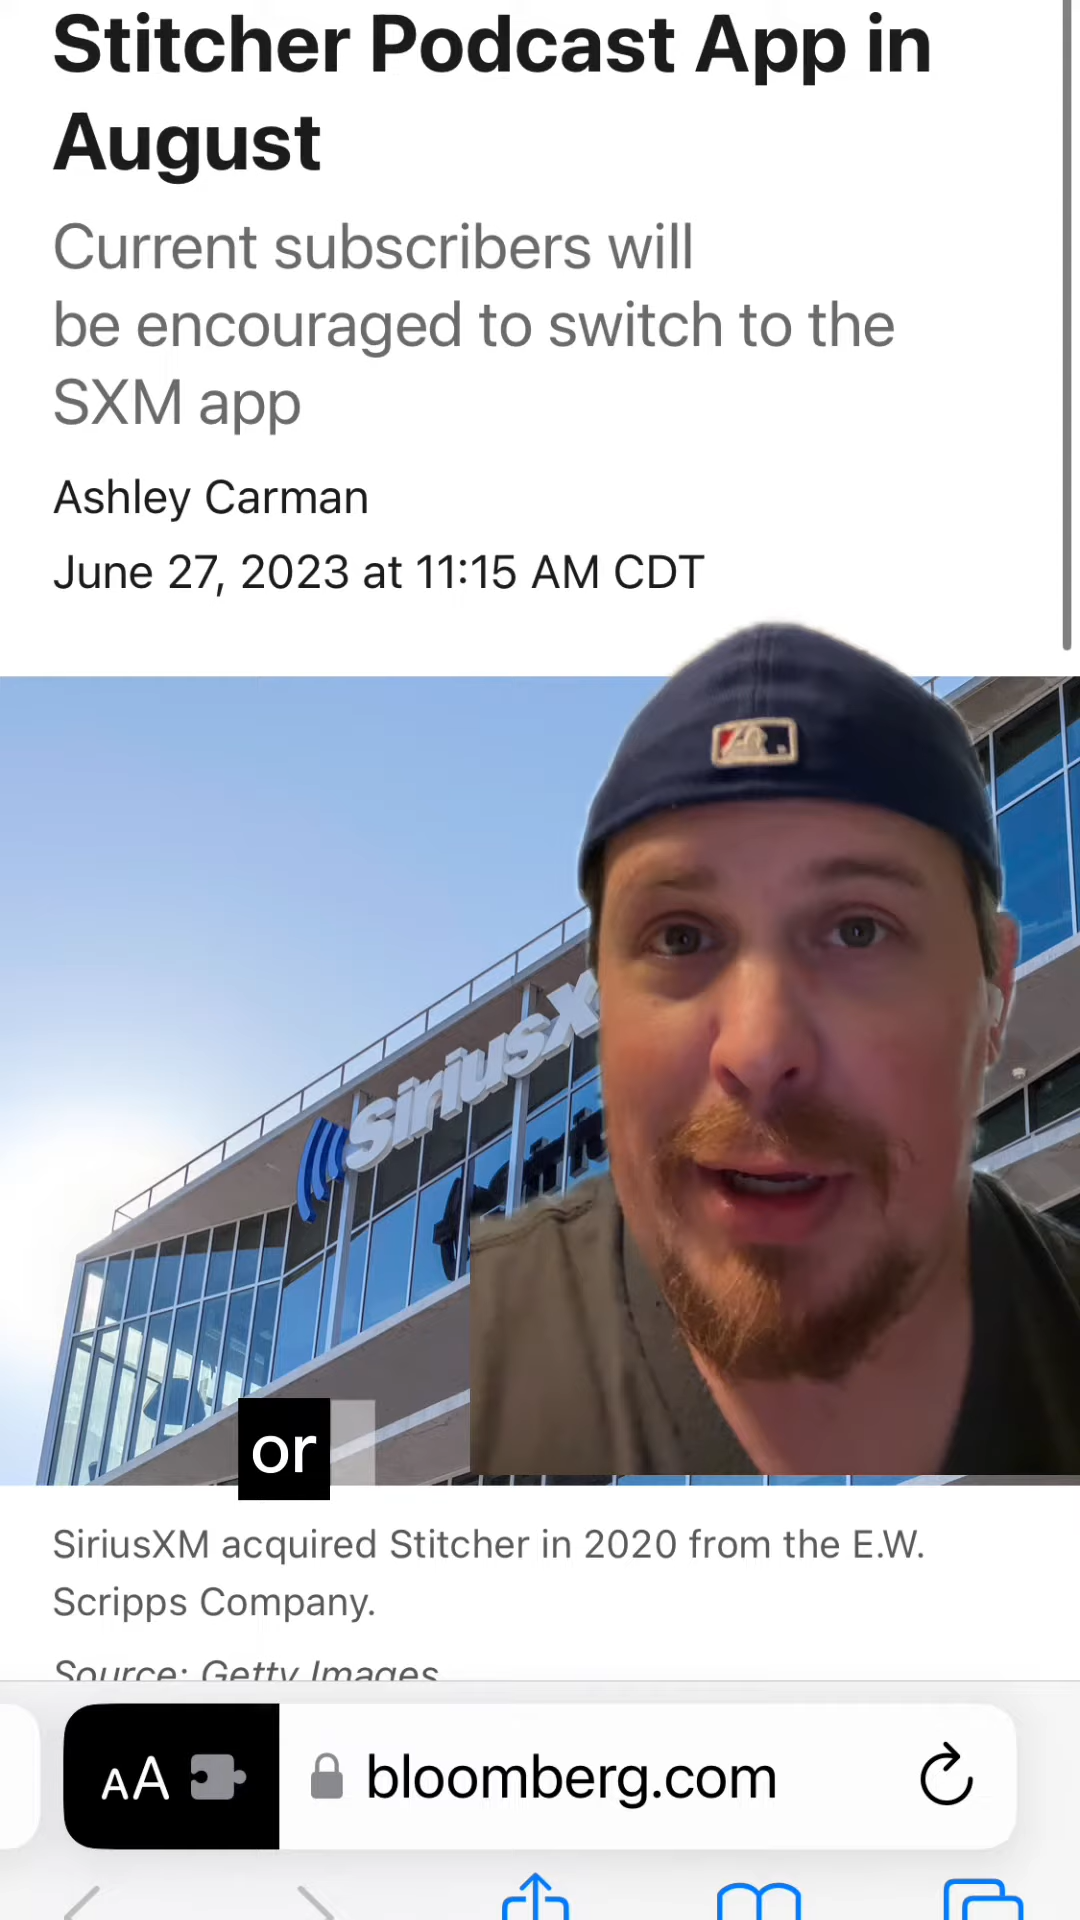 Stitcher Podcast App in
August
Current subscribers will
be encouraged to switch to the
SXM app
Ashley Carman
June 27, 2023 at 11:15 AM CDT
SiriusX
or
SiriusXM acquired Stitcher in 2020 from the E.W.
Scripps Company.
Source: Getty Images
AA
bloomberg.com